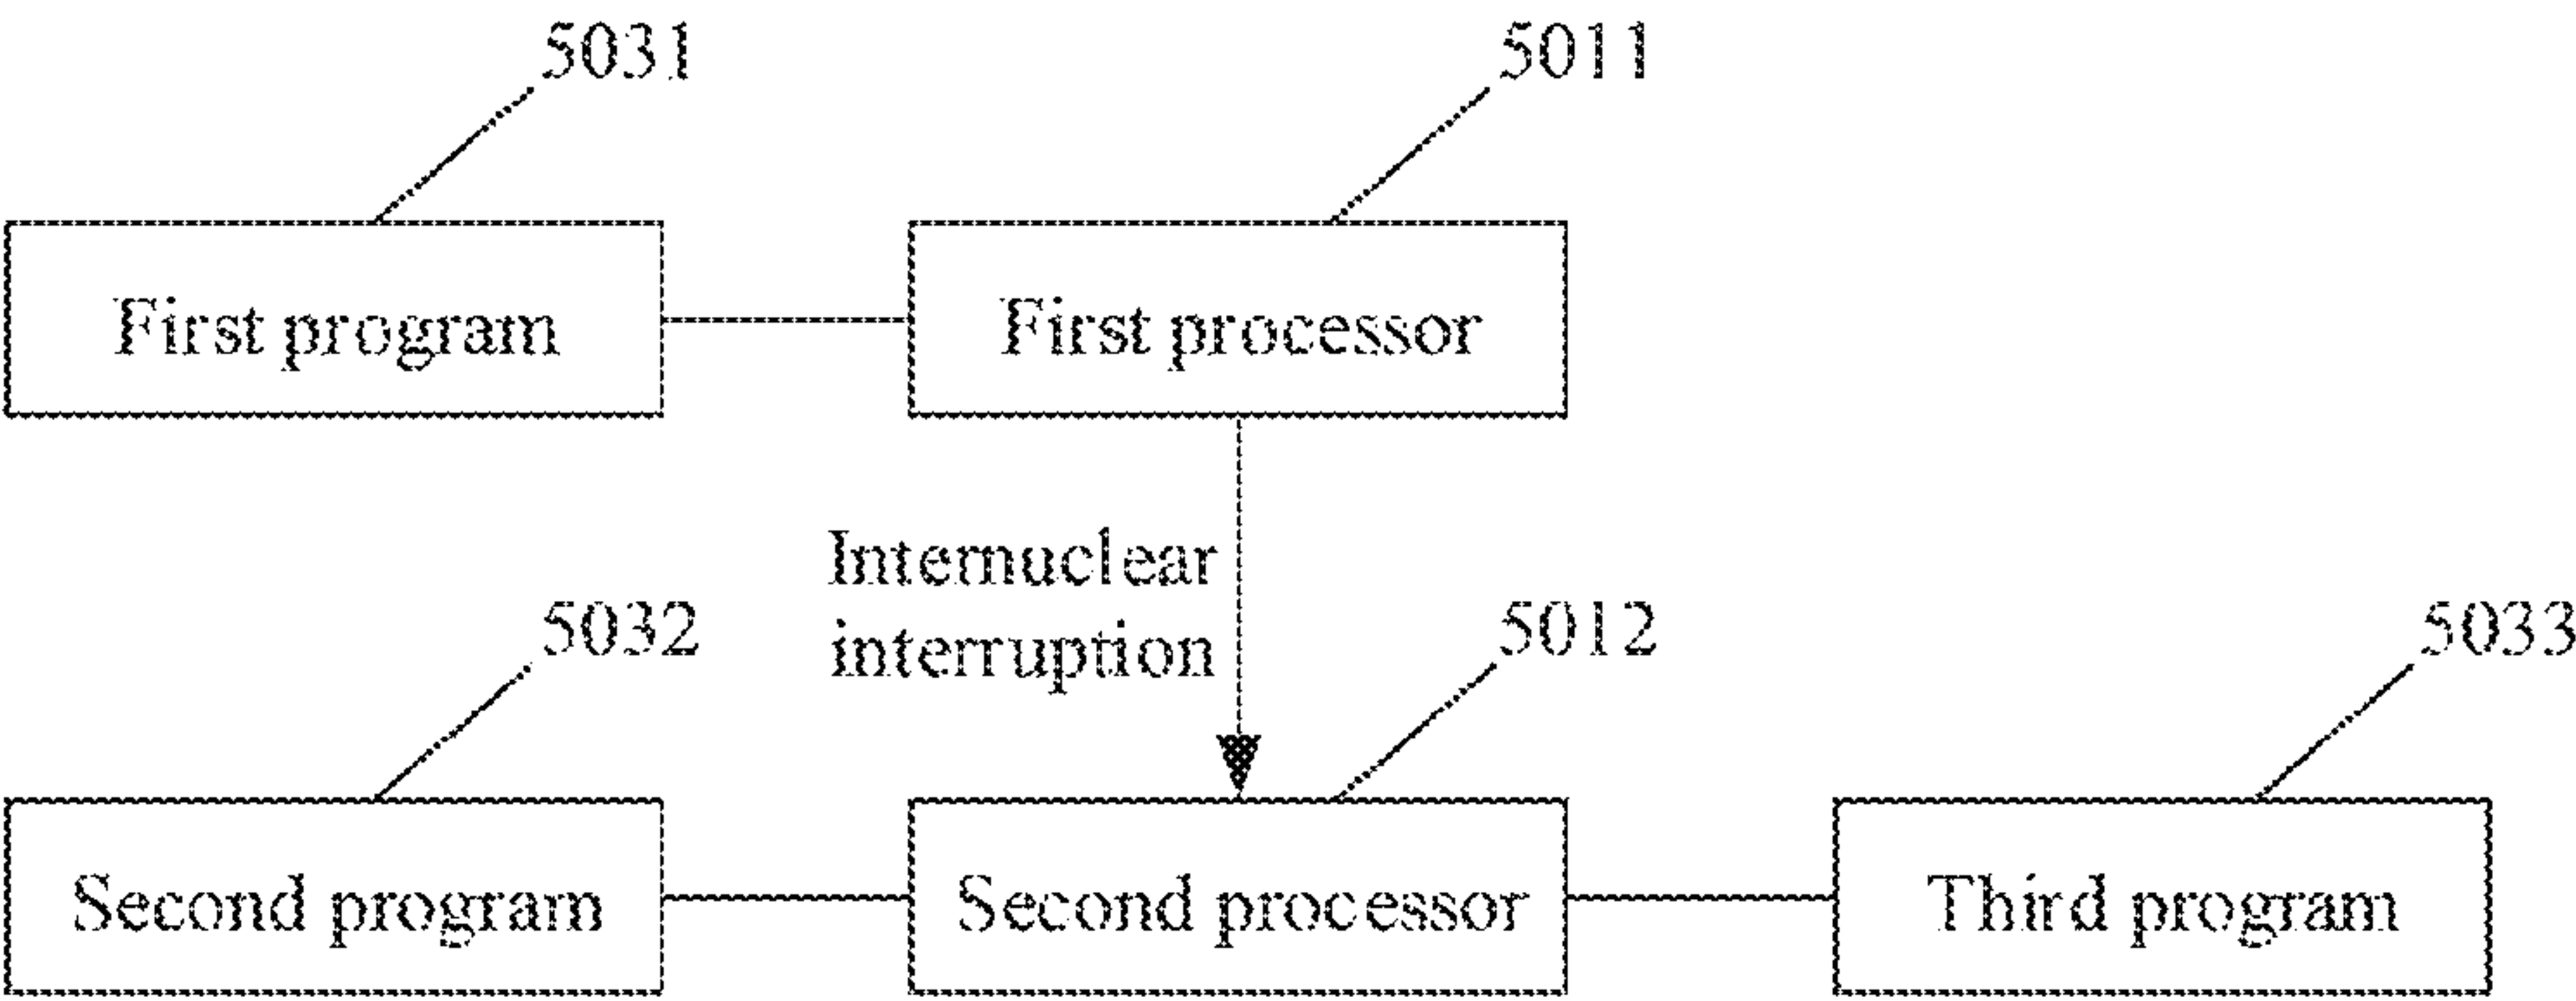 5031
5011
First program
First processor
Internuclear
interruption
5032
5012
5033
Second program
Second processor
Third program